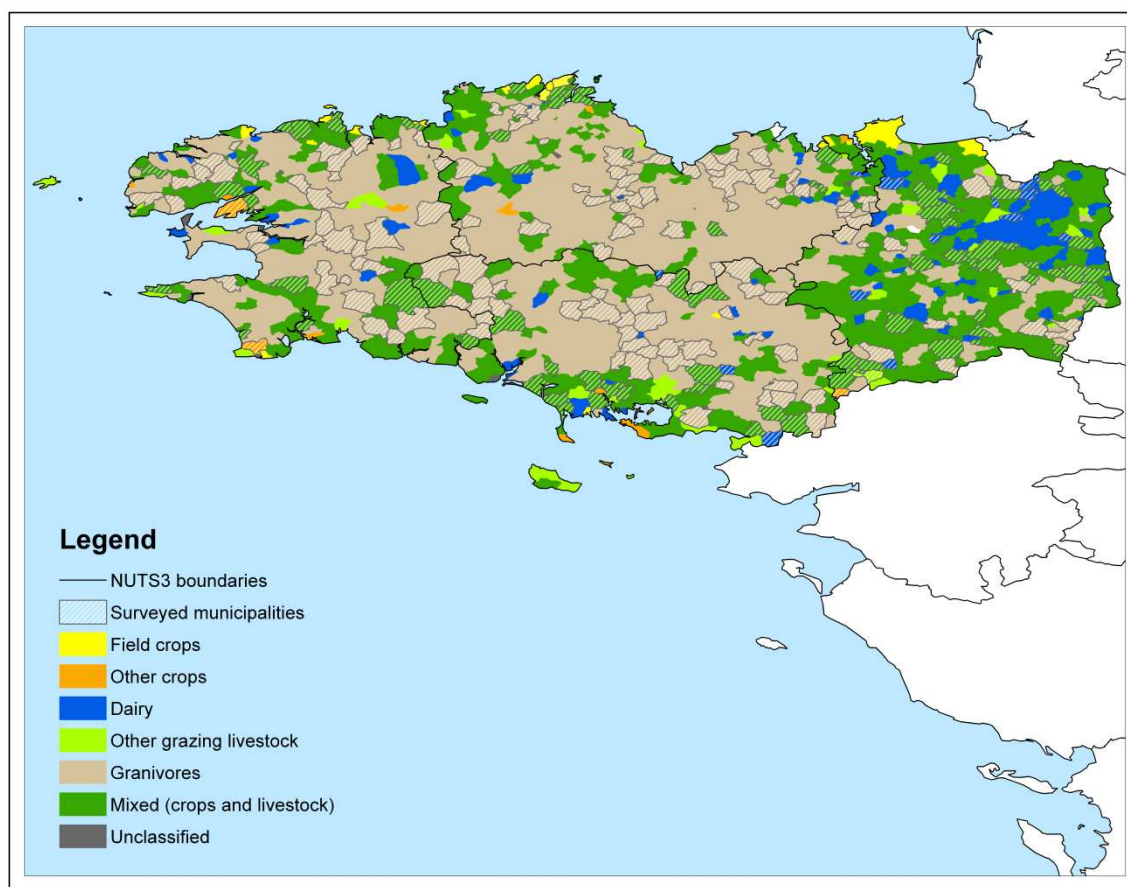 Legend
NUTS3 boundaries
Surveyed municipalities
Field crops
Other crops
Dairy
Other grazing livestock
Granivores
Mixed (crops and livestock)
Unclassified